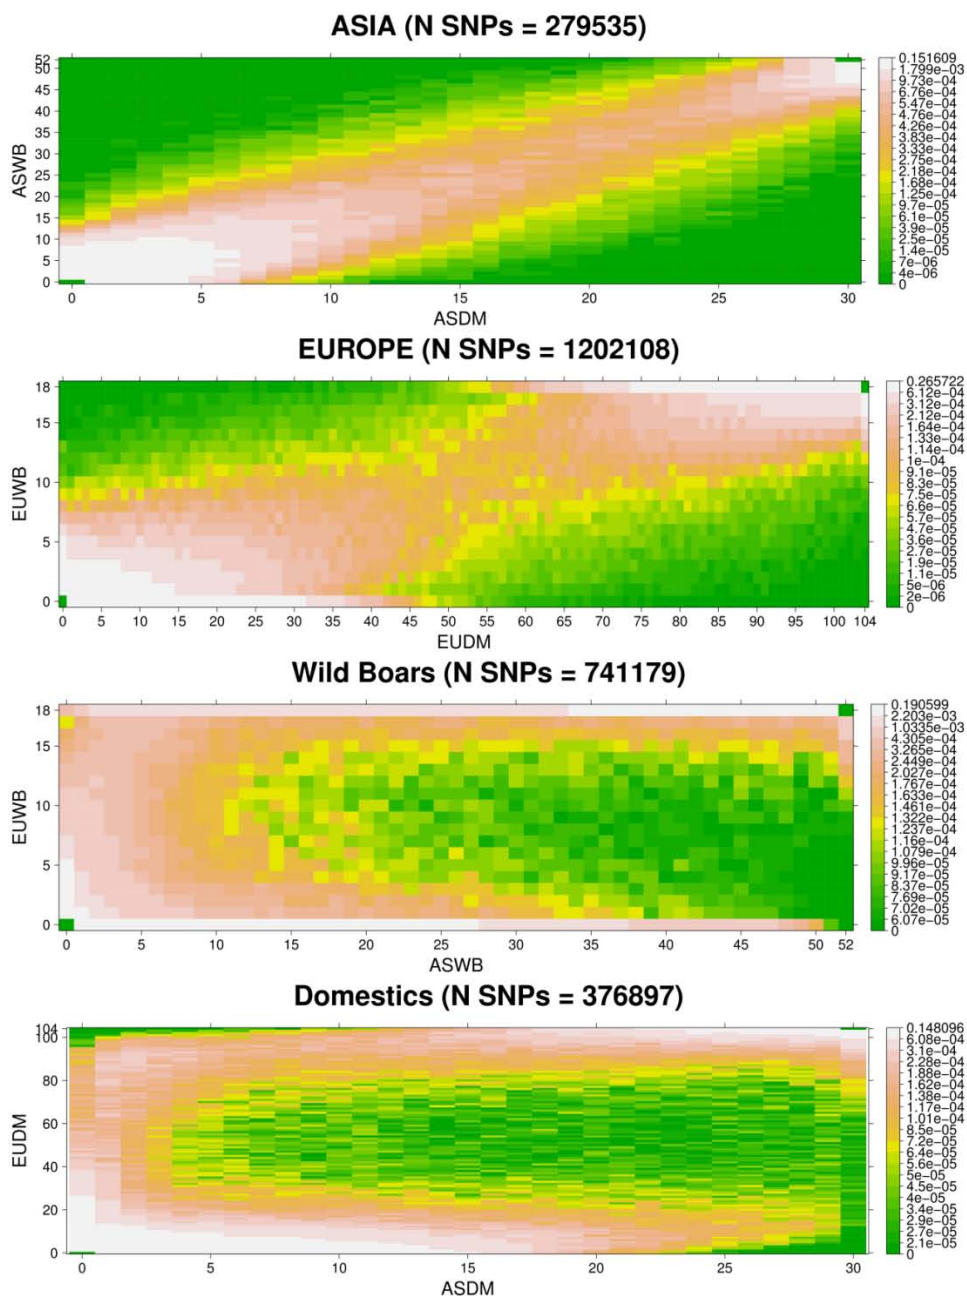 ASIA (N SNPs = 279535)
0 5 10 15 20 25 30
ASDM
ASWB
52
50
45
40
35
30
25
20
15
10
5
0
0.151609
1.799e−03
9.73e−04
6.76e−04
5.47e−04
4.76e−04
4.26e−04
3.83e−04
3.33e−04
2.75e−04
2.18e−04
1.68e−04
1.25e−04
9.7e−05
6.1e−05
3.9e−05
2.5e−05
1.4e−05
7e−06
4e−06
0
EUROPE (N SNPs = 1202108)
EUWB
18
15
10
5
0
0 5 10 15 20 25 30 35 40 45 50 55 60 65 70 75 80 85 90 95 100 104
EUDM
0.265722
6.12e−04
3.12e−04
2.12e−04
1.64e−04
1.33e−04
1.14e−04
1e−04
9.1e−05
8.3e−05
7.5e−05
6.6e−05
5.7e−05
4.7e−05
3.6e−05
2.7e−05
1.9e−05
1.1e−05
5e−06
2e−06
0
Wild Boars (N SNPs = 741179)
EUWB
18
15
10
5
0
0 5 10 15 20 25 30 35 40 45 50 52
ASWB
0.190599
2.203e−03
1.0335e−03
4.305e−04
3.265e−04
2.449e−04
2.027e−04
1.767e−04
1.633e−04
1.461e−04
1.322e−04
1.237e−04
1.16e−04
1.079e−04
9.96e−05
9.17e−05
8.37e−05
7.69e−05
7.02e−05
6.07e−05
0
Domestics (N SNPs = 376897)
EUDM
104
100
80
60
40
20
0
0 5 10 15 20 25 30
ASDM
0.148096
6.08e−04
3.1e−04
2.28e−04
1.88e−04
1.62e−04
1.38e−04
1.17e−04
1.01e−04
8.5e−05
7.2e−05
6.4e−05
5.6e−05
5e−05
4.5e−05
4e−05
3.4e−05
2.9e−05
2.7e−05
2.1e−05
0